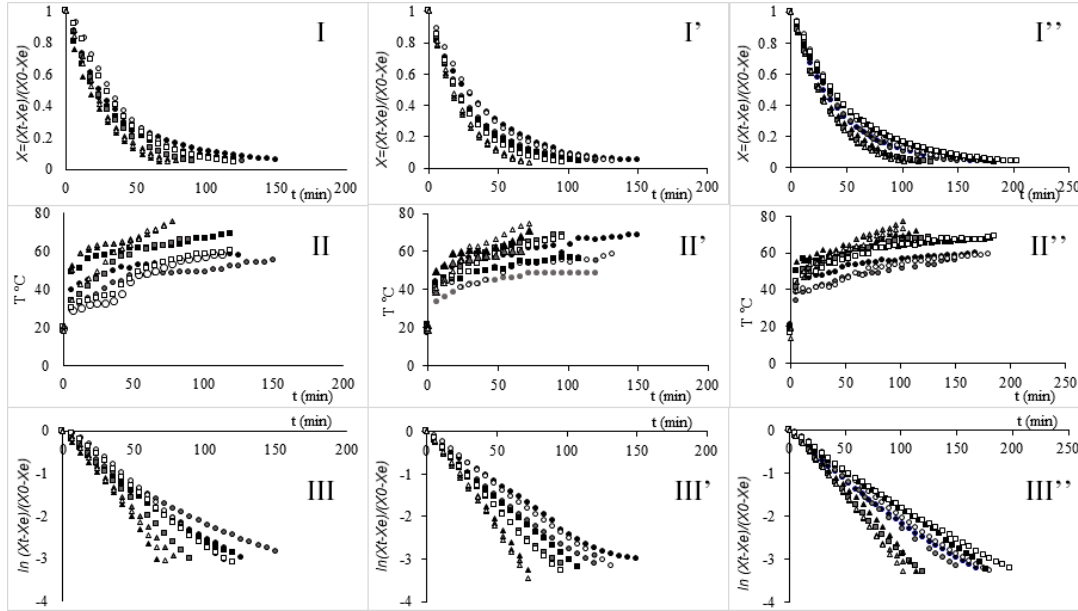 I
X=(Xt-Xe)/(X0-Xe)
1
0.8
0.6
0.4
0.2
0
0 50 100 150 200
t (min)
I’
X=(Xt-Xe)/(X0-Xe)
1
0.8
0.6
0.4
0.2
0
0 50 100 150 200
t (min)
I’’
X=(Xt-Xe)/(X0-Xe)
1
0.8
0.6
0.4
0.2
0
0 50 100 150 200 250
t (min)
II
T °C
80
60
40
20
0
0 50 100 150 200
t (min)
II’
T °C
80
60
40
20
0
0 50 100 150 200
t (min)
II’’
T °C
80
60
40
20
0
0 50 100 150 200 250
t (min)
t (min)
0 50 100 150 200
0
-1
-2
-3
-4
ln (Xt-Xe)/(X0-Xe)
III
t (min)
0 50 100 150 200
0
-1
-2
-3
-4
ln(Xt-Xe)/(X0-Xe)
III’
t (min)
0 50 100 150 200 250
0
-1
-2
-3
-4
ln (Xt-Xe)/(X0-Xe)
III’’